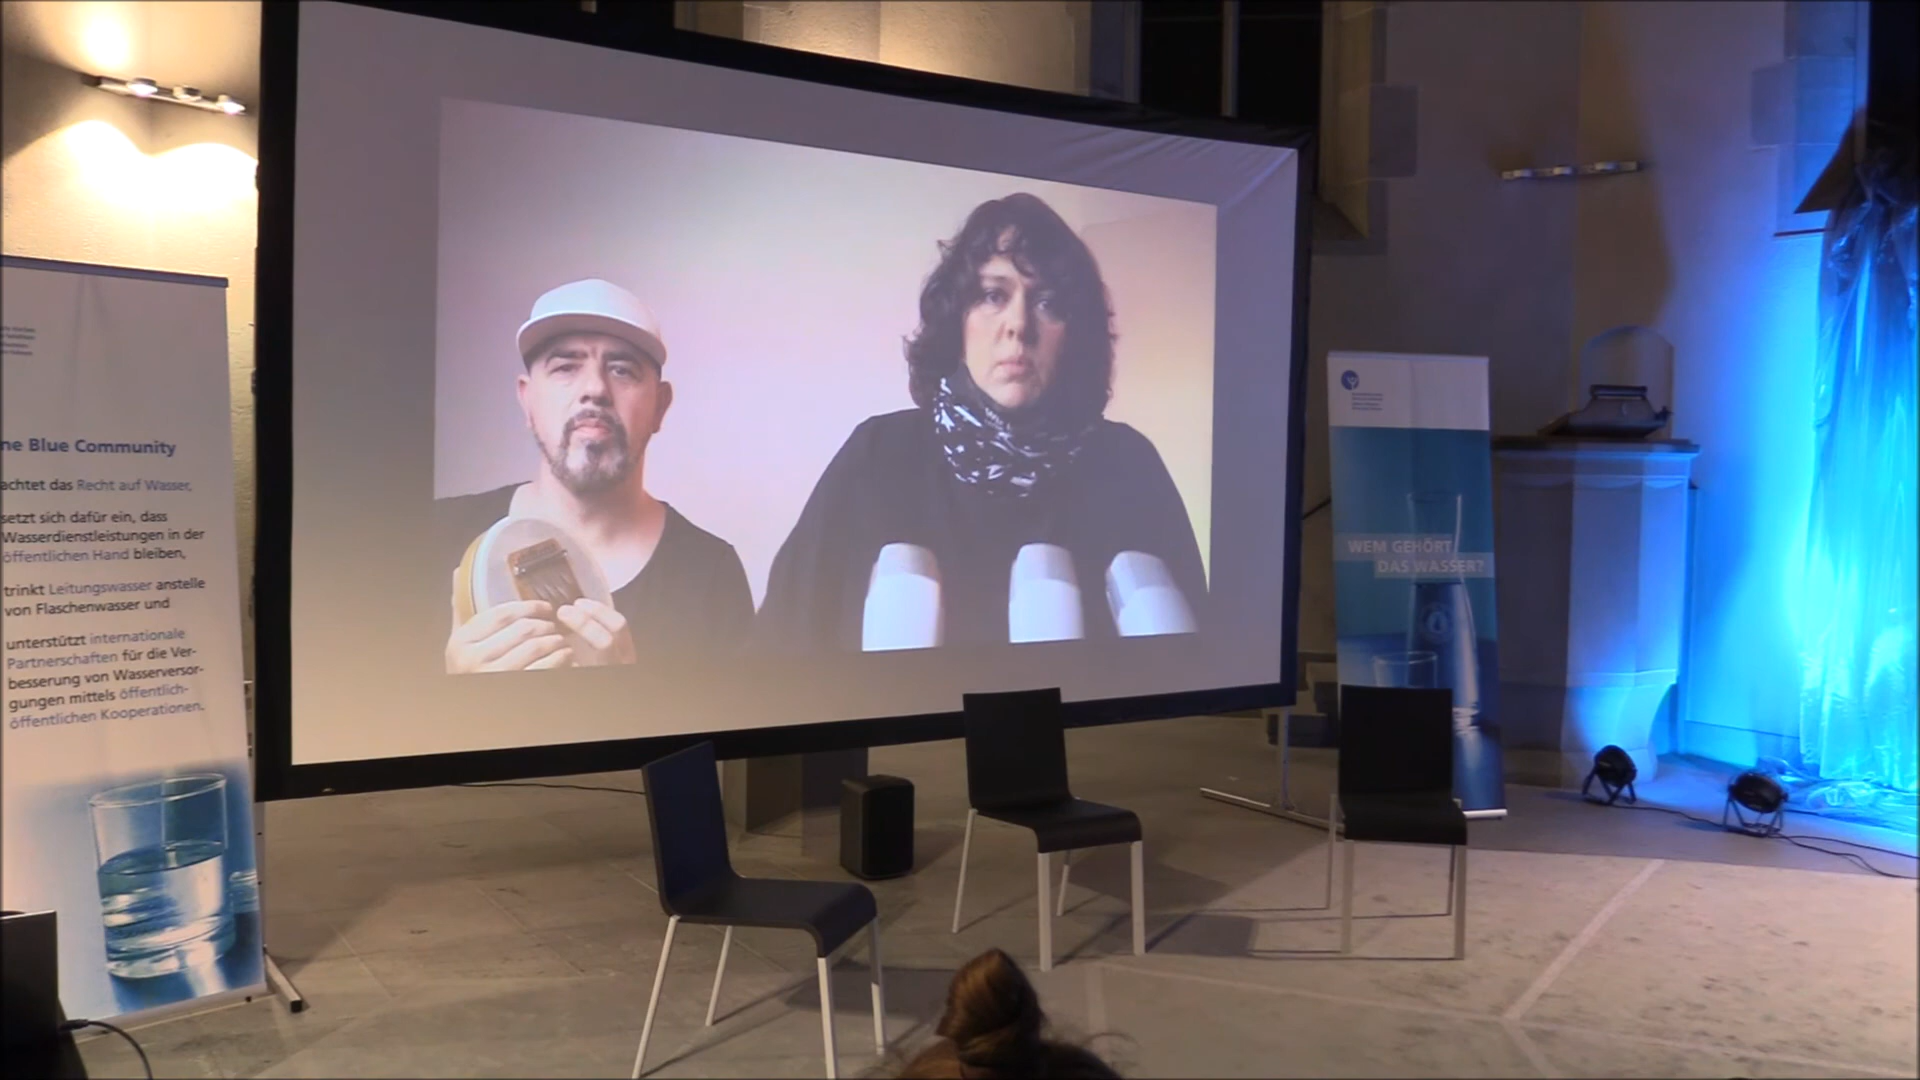 ne Blue Community
achtet das Recht auf Wasser,
setzt sich dafür ein, dass
Wasserdienstleistungen in der
öffentlichen Hand bleiben,
trinkt Leitungswasser anstelle
von Flaschenwasser und
unterstützt internationale
Partnerschaften für die Ver-
besserung von Wasserversor-
gungen mittels öffentlich-
öffentlichen Kooperationen.
WEM GEHÖRT
DAS WASSER?